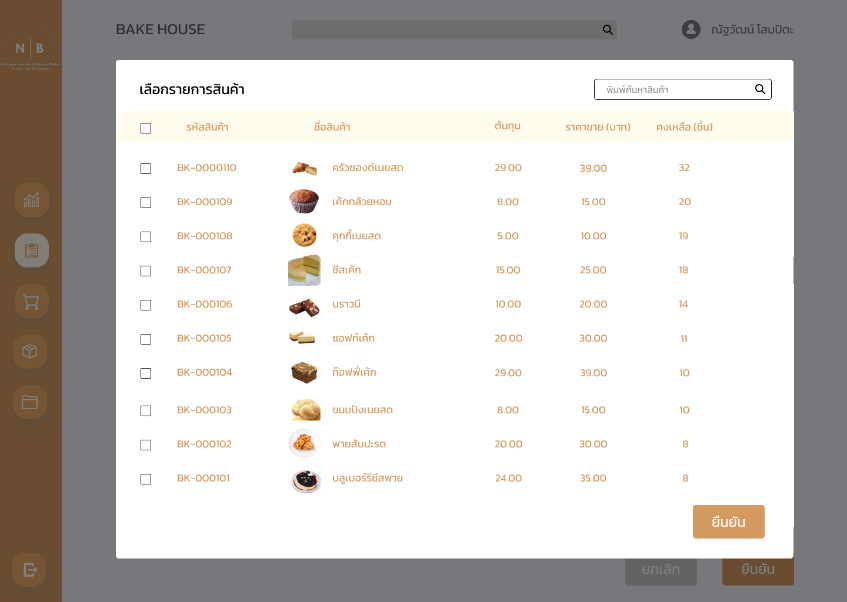 BAKE HOUSE
ณัฐวัฒน์ โสมปิตะ
N | B
เลือกรายการสินค้า
พิมพ์ค้นหาสินค้า
รหัสสินค้า ชื่อสินค้า ต้นทุน ราคาขาย (บาท) คงเหลือ (ชิ้น)
BK-0000110 ครัวซองต์เนยสด 29.00 39.00 32
BK-000109 เค้กกล้วยหอม 8.00 15.00 20
BK-000108 คุกกี้เนยสด 5.00 10.00 19
BK-000107 ชีสเค้ก 15.00 25.00 18
BK-000106 บราวนี่ 10.00 20.00 14
BK-000105 ซอฟท์เค้ก 20.00 30.00 11
BK-000104 ท๊อฟฟี่เค้ก 29.00 39.00 10
BK-000103 ขนมปังเนยสด 8.00 15.00 10
BK-000102 พายสับปะรด 20.00 30.00 8
BK-000101 บลูเบอร์รีชีสพาย 24.00 35.00 8
ยืนยัน
ยกเลิก ยืนยัน